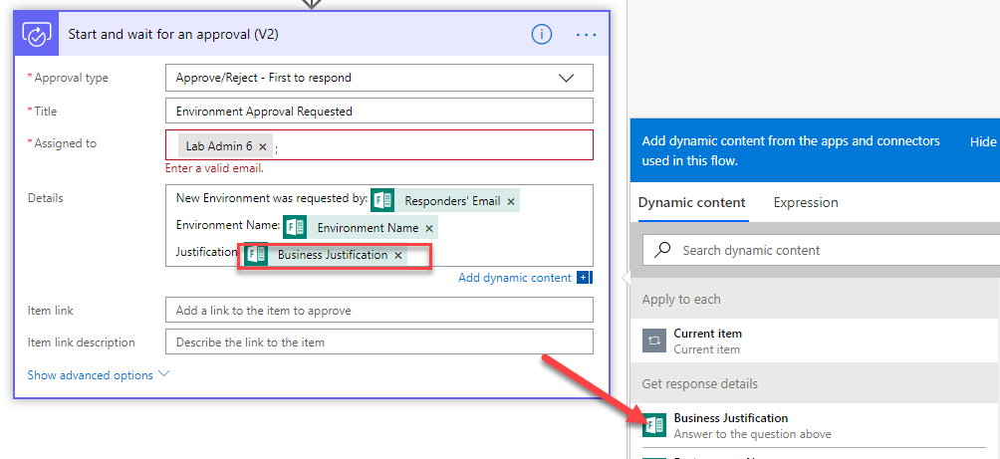 Start and wait for an approval (V2)
* Approval type
Approve/Reject - First to respond
* Title
Environment Approval Requested
* Assigned to
Lab Admin 6 × ;
Enter a valid email.
Details
New Environment was requested by: Responders' Email ×
Environment Name: Environment Name ×
Justification Business Justification ×
Add dynamic content
Item link
Add a link to the item to approve
Item link description
Describe the link to the item
Show advanced options
Add dynamic content from the apps and connectors
used in this flow.
Hide
Dynamic content
Expression
Search dynamic content
Apply to each
Current item
Current item
Get response details
Business Justification
Answer to the question above